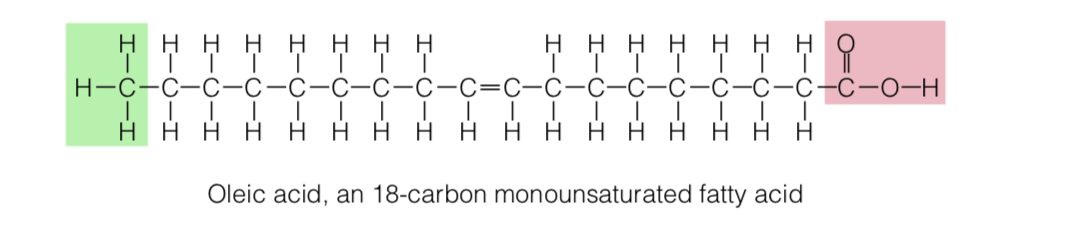 H H H H H H H H H H H H H H H O
H−C−C−C−C−C−C−C−C−C=C−C−C−C−C−C−C−C−C−O−H
H H H H H H H H H H H H H H H H H
Oleic acid, an 18-carbon monounsaturated fatty acid